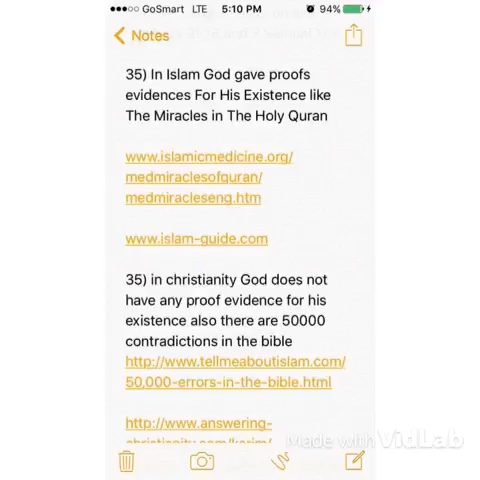 GoSmart LTE 5:10 PM 94%
Notes
35) In Islam God gave proofs
evidences For His Existence like
The Miracles in The Holy Quran
www.islamicmedicine.org/
medmiraclesofquran/
medmiracleseng.htm
www.islam-guide.com
35) in christianity God does not
have any proof evidence for his
existence also there are 50000
contradictions in the bible
http://www.tellmeaboutislam.com/
50,000-errors-in-the-bible.html
http://www.answering-
christianity.com/karim/
Made with VidLab